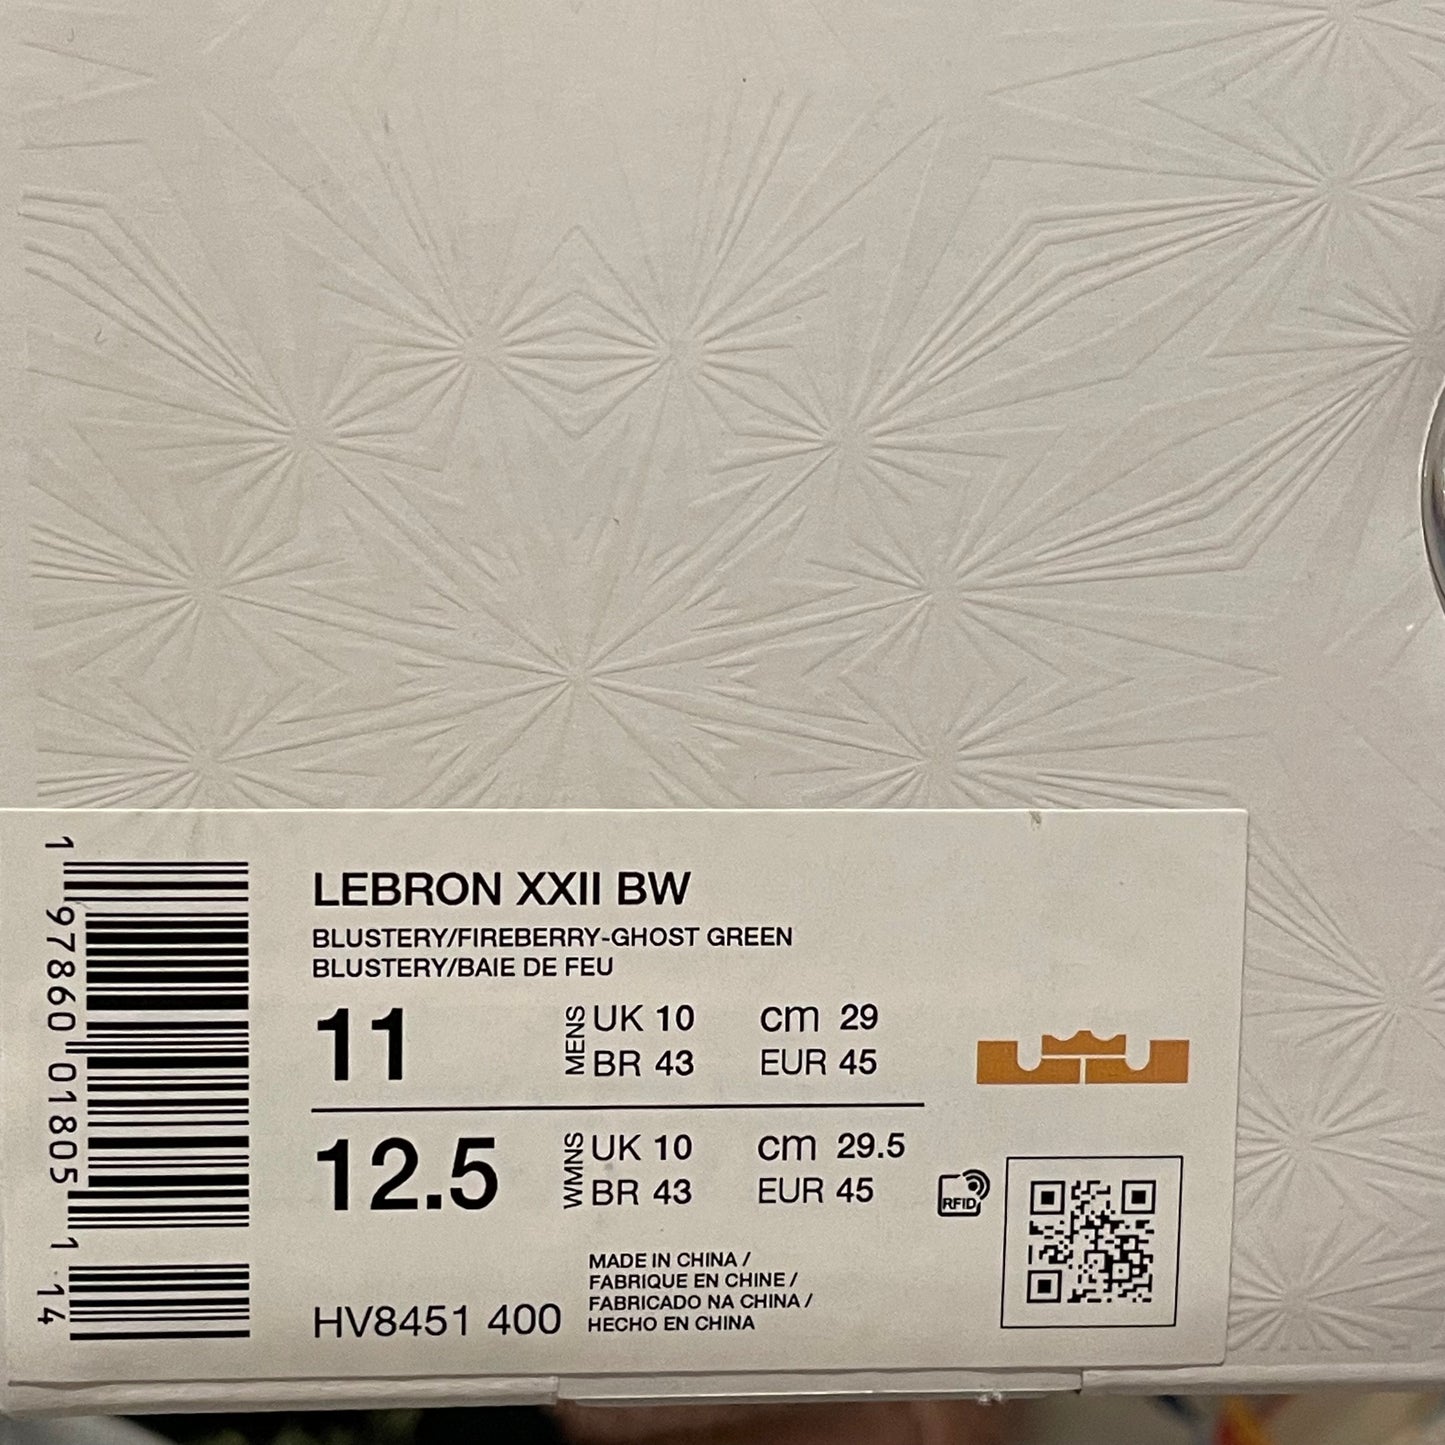 LEBRON XXII BW
BLUSTERY/FIREBERRY-GHOST GREEN
BLUSTERY/BAIE DE FEU
11
MENS
UK 10 cm 29
BR 43 EUR 45
12.5
WMNS
UK 10 cm 29.5
BR 43 EUR 45
RFID
MADE IN CHINA /
FABRIQUE EN CHINE /
FABRICADO NA CHINA /
HECHO EN CHINA
HV8451 400
1 97860 01805 1 14